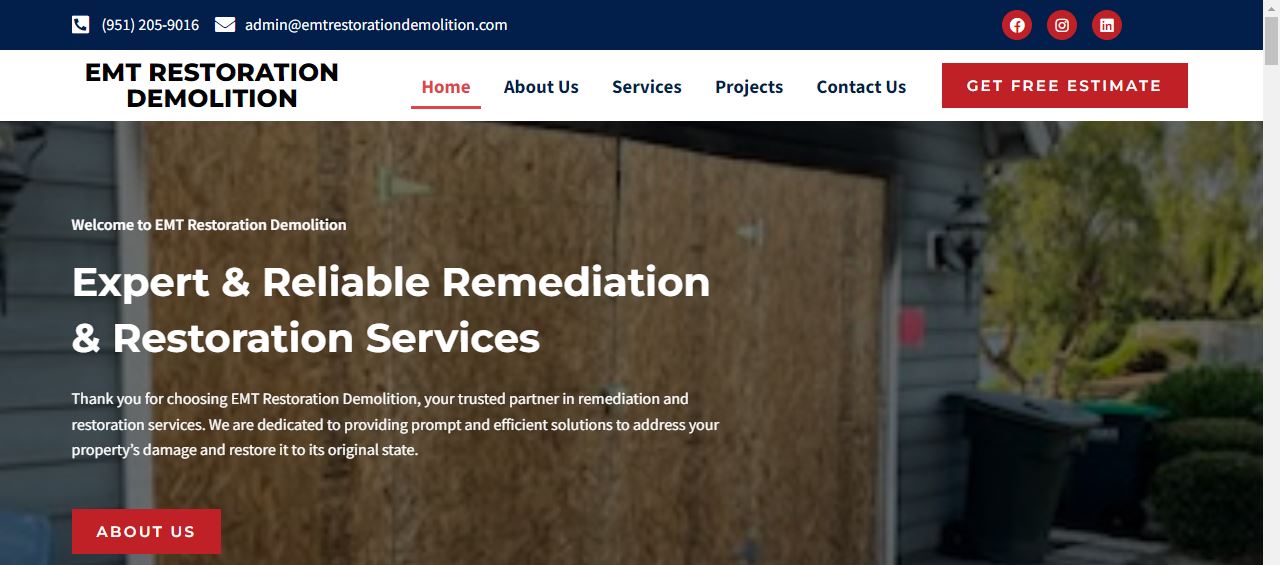 (951) 205-9016 admin@emtrestorationdemolition.com
EMT RESTORATION
DEMOLITION
Home About Us Services Projects Contact Us GET FREE ESTIMATE
Welcome to EMT Restoration Demolition
Expert & Reliable Remediation
& Restoration Services
Thank you for choosing EMT Restoration Demolition, your trusted partner in remediation and
restoration services. We are dedicated to providing prompt and efficient solutions to address your
property’s damage and restore it to its original state.
ABOUT US